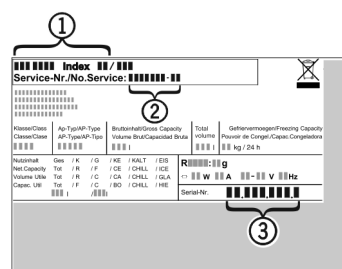 1
Index /
Service-Nr./No.Service: -
2
Klasse/Class Ap-Typ/AP-Type Bruttoinhalt/Gross Capacity Total Gefriervermoegen/Freezing Capacity
Classe/Clase AP-Type/AP-Tipo Volume Brut/Capacidad Bruta volume Pouvoir de Congel./Capac.Congeladora
l l kg / 24 h
Nutzinhalt Ges / K / G / KE / KALT / EIS
Net.Capacity Tot / R / F / CE / CHILL / ICE
Volume Utile Tot / R / C / CA / CHILL / GLA
Capac. Util Tot / F / C / BO / CHILL / HIE
l / l
R : g
W A - V Hz
Serial-Nr. . .
3